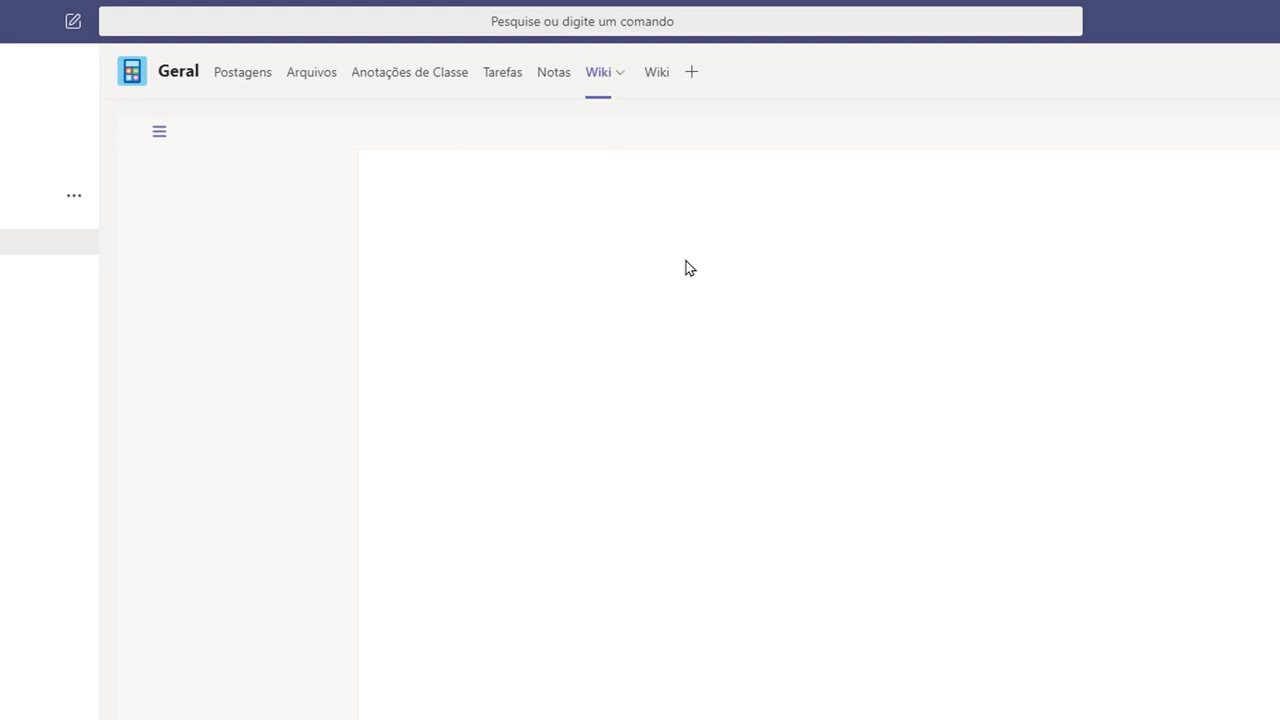 Pesquise ou digite um comando
Geral Postagens Arquivos Anotações de Classe Tarefas Notas Wiki Wiki